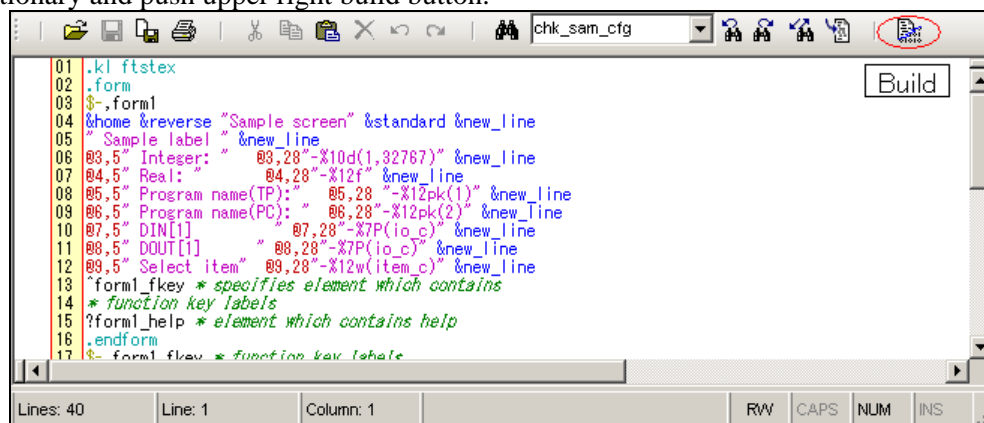 tionary and push upper right build button.
chk_sam_cfg
Build
01 .kl ftstex
02 .form
03 $-,form1
04 &home &reverse "Sample screen" &standard &new_line
05 " Sample label " &new_line
06 @3,5" Integer: " @3,28"-%10d(1,32767)" &new_line
07 @4,5" Real: " @4,28"-%12f" &new_line
08 @5,5" Program name(TP):" @5,28 "-%12pk(1)" &new_line
09 @6,5" Program name(PC): " @6,28"-%12pk(2)" &new_line
10 @7,5" DIN[1] " @7,28"-%7P(io_c)" &new_line
11 @8,5" DOUT[1] " @8,28"-%7P(io_c)" &new_line
12 @9,5" Select item" @9,28"-%12w(item_c)" &new_line
13 ^form1_fkey * specifies element which contains
14 * function key labels
15 ?form1_help * element which contains help
16 .endform
17 $-,form1_fkey * function key labels
Lines: 40 Line: 1 Column: 1 RW CAPS NUM INS